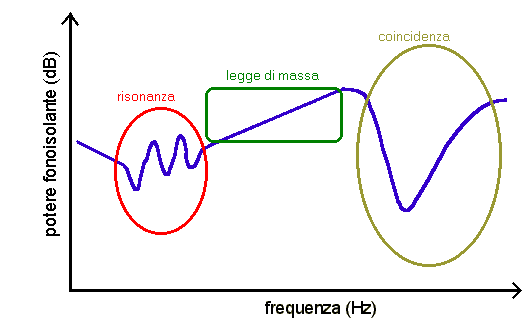 coincidenza
legge di massa
risonanza
potere fonoisolante (dB)
frequenza (Hz)